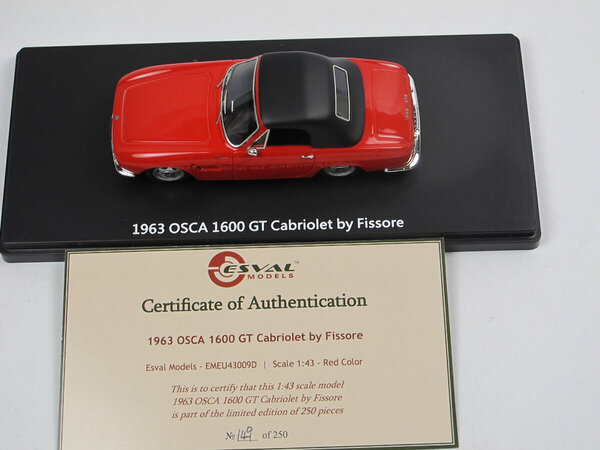 1963 OSCA 1600 GT Cabriolet by Fissore
ESVAL™
MODELS
Certificate of Authentication
1963 OSCA 1600 GT Cabriolet by Fissore
Esval Models - EMEU43009D | Scale 1:43 - Red Color
This is to certify that this 1:43 scale model
1963 OSCA 1600 GT Cabriolet by Fissore
is part of the limited edition of 250 pieces
№ 149 of 250